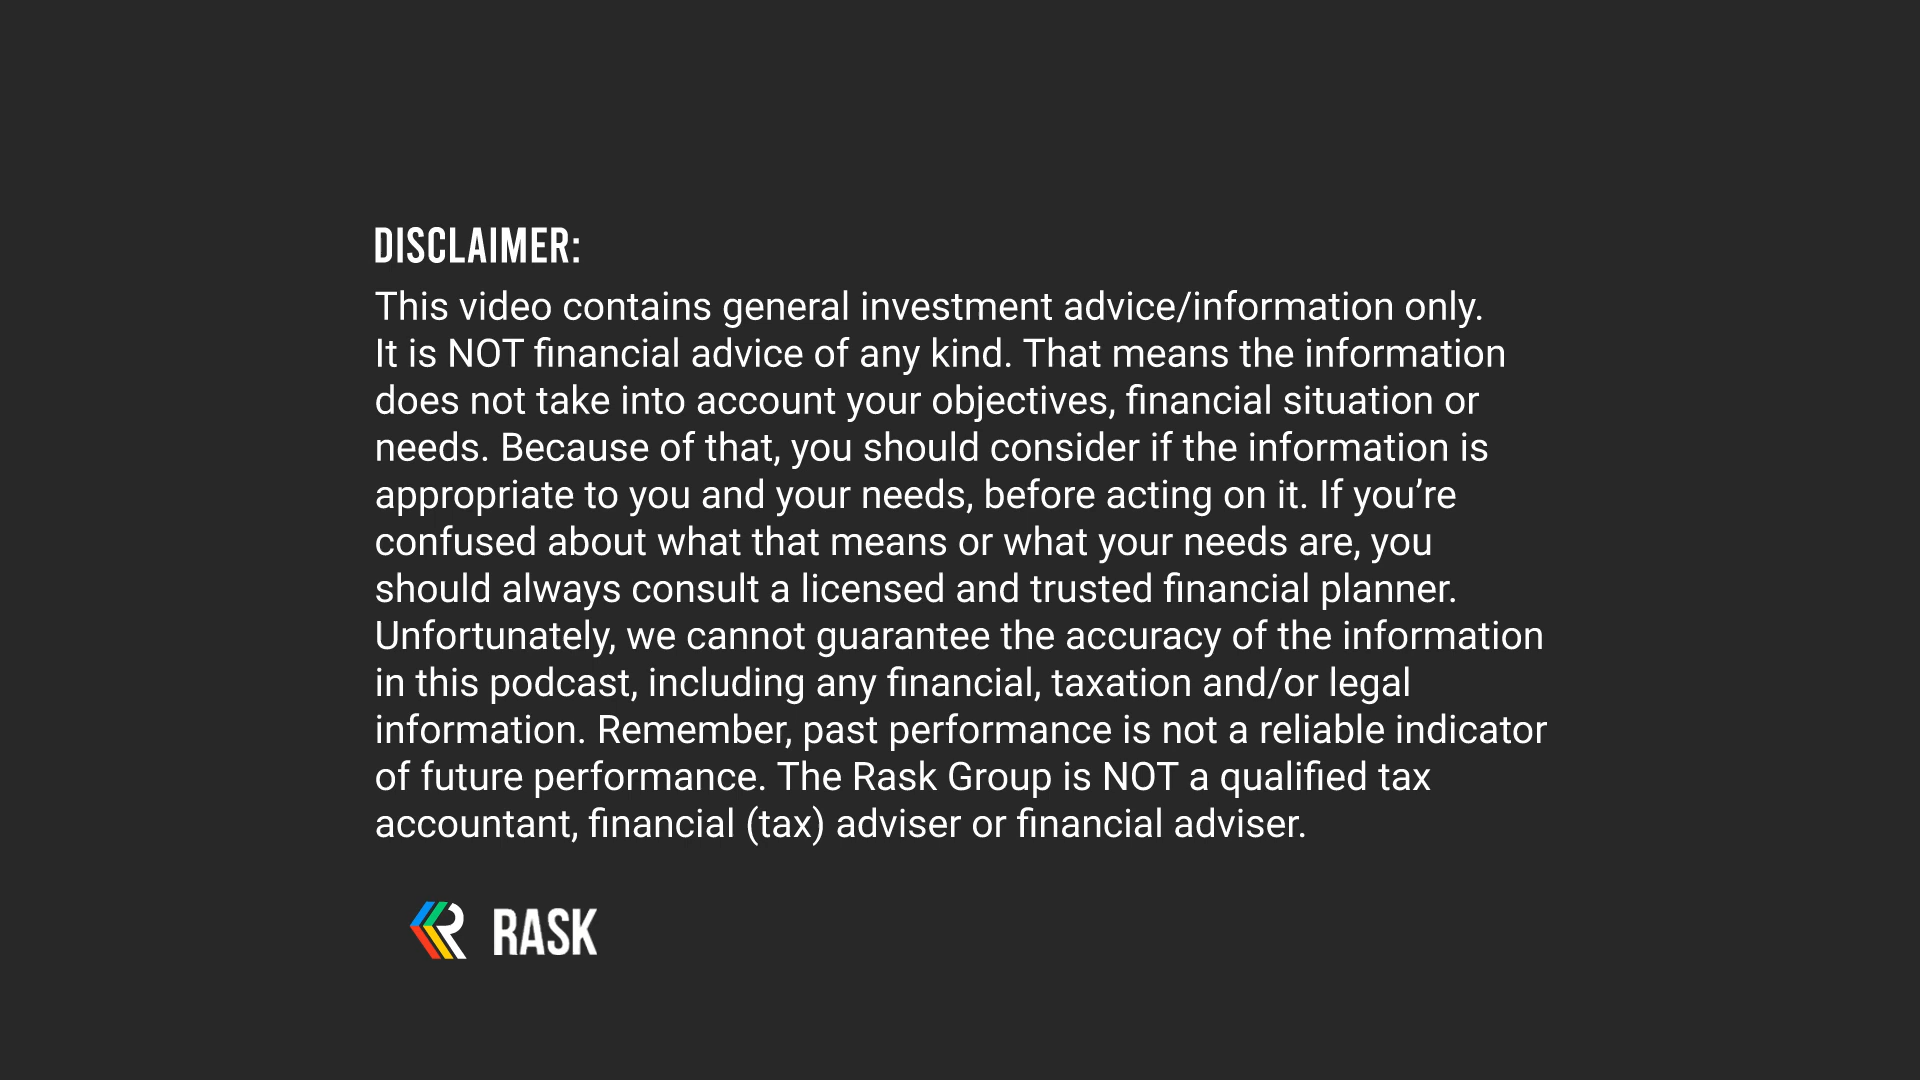 DISCLAIMER:
This video contains general investment advice/information only.
It is NOT financial advice of any kind. That means the information
does not take into account your objectives, financial situation or
needs. Because of that, you should consider if the information is
appropriate to you and your needs, before acting on it. If you’re
confused about what that means or what your needs are, you
should always consult a licensed and trusted financial planner.
Unfortunately, we cannot guarantee the accuracy of the information
in this podcast, including any financial, taxation and/or legal
information. Remember, past performance is not a reliable indicator
of future performance. The Rask Group is NOT a qualified tax
accountant, financial (tax) adviser or financial adviser.
RASK